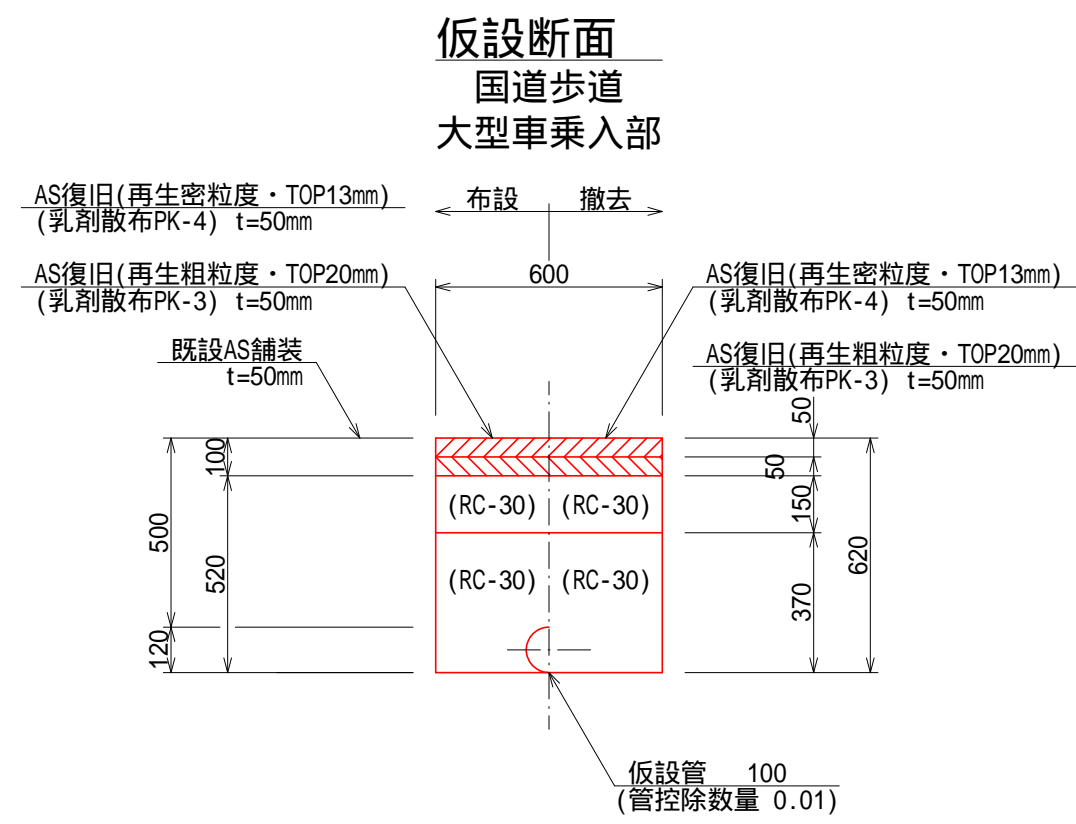 仮設断面
国道歩道
大型車乗入部
布設 撤去
AS復旧(再生密粒度・TOP13mm)
(乳剤散布PK-4) t=50mm
AS復旧(再生粗粒度・TOP20mm)
(乳剤散布PK-3) t=50mm
600
AS復旧(再生密粒度・TOP13mm)
(乳剤散布PK-4) t=50mm
既設AS舗装
t=50mm
AS復旧(再生粗粒度・TOP20mm)
(乳剤散布PK-3) t=50mm
500
120
100
520
(RC-30) (RC-30)
(RC-30) (RC-30)
50
50
150
370
620
仮設管 100
(管控除数量 0.01)